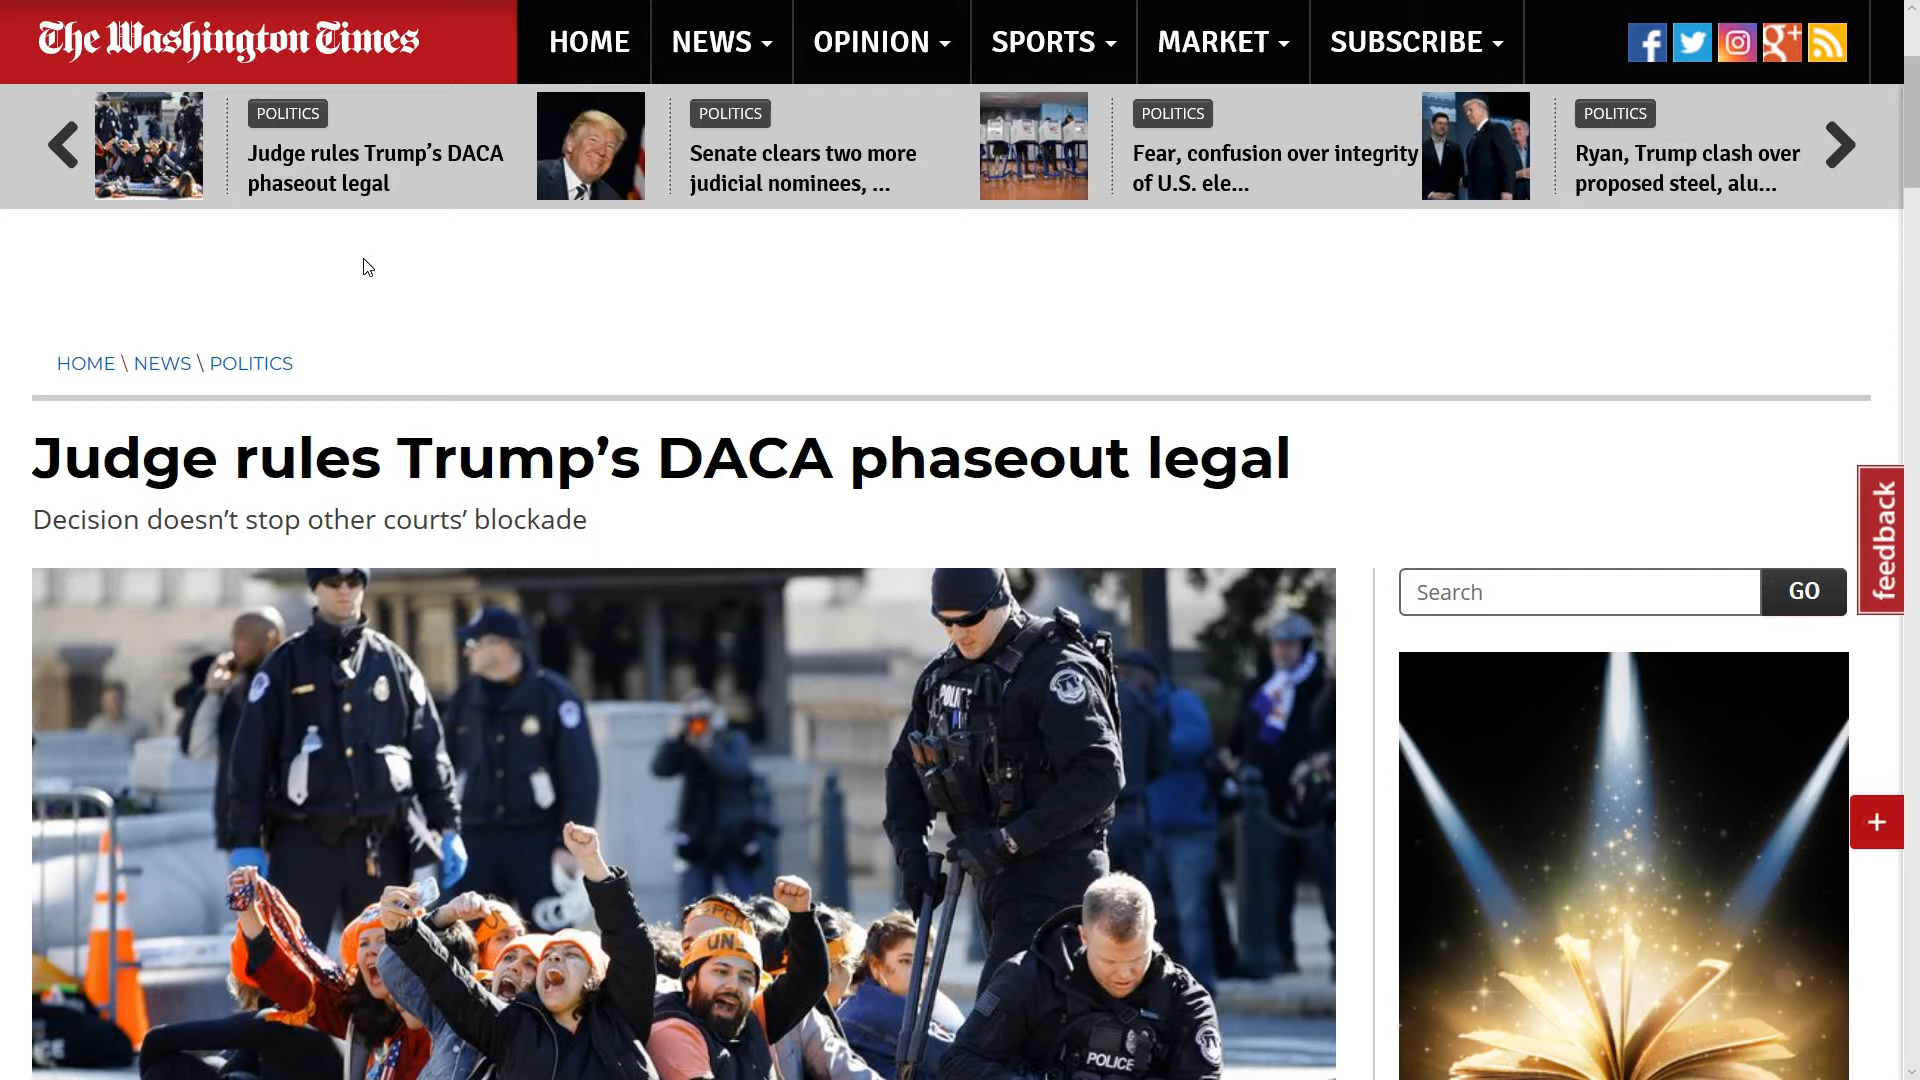 The Washington Times
HOME
NEWS
OPINION
SPORTS
MARKET
SUBSCRIBE
POLITICS
Judge rules Trump’s DACA
phaseout legal
POLITICS
Senate clears two more
judicial nominees, ...
POLITICS
Fear, confusion over integrity
of U.S. ele...
POLITICS
Ryan, Trump clash over
proposed steel, alu...
HOME \ NEWS \ POLITICS
Judge rules Trump’s DACA phaseout legal
Decision doesn’t stop other courts’ blockade
Search
GO
feedback
+
UN
POLICE